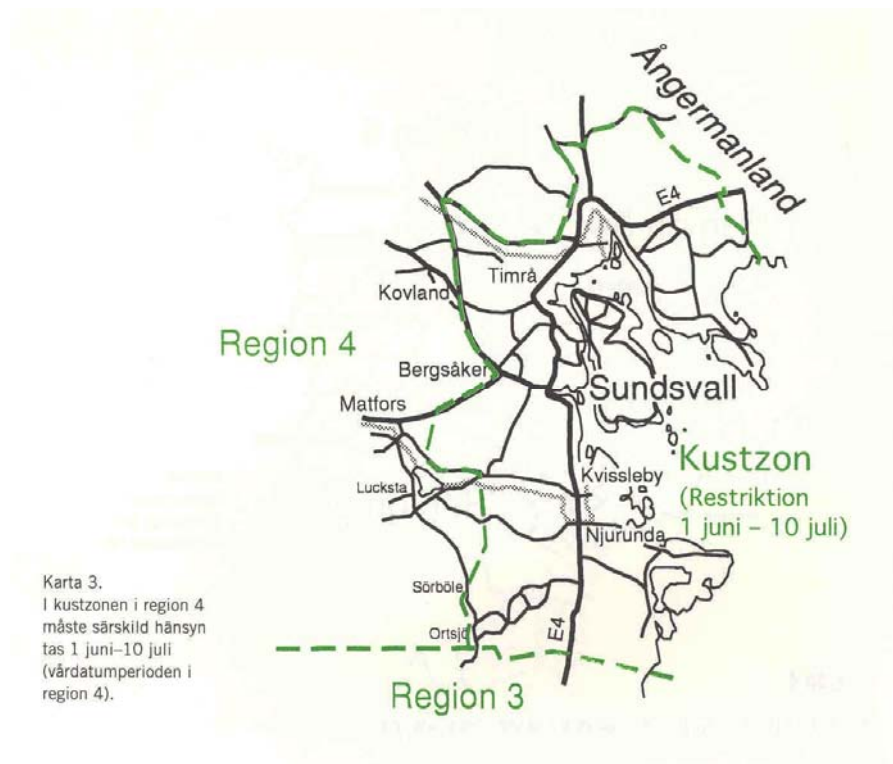 Ångermanland
E4
Timrå
Kovland
Region 4
Bergsåker
Sundsvall
Matfors
Kustzon
(Restriktion
1 juni – 10 juli)
Kvissleby
Lucksta
Njurunda
Karta 3.
I kustzonen i region 4
måste särskild hänsyn
tas 1 juni–10 juli
(vårdatumperioden i
region 4).
Sörböle
Ortsjö
E4
Region 3